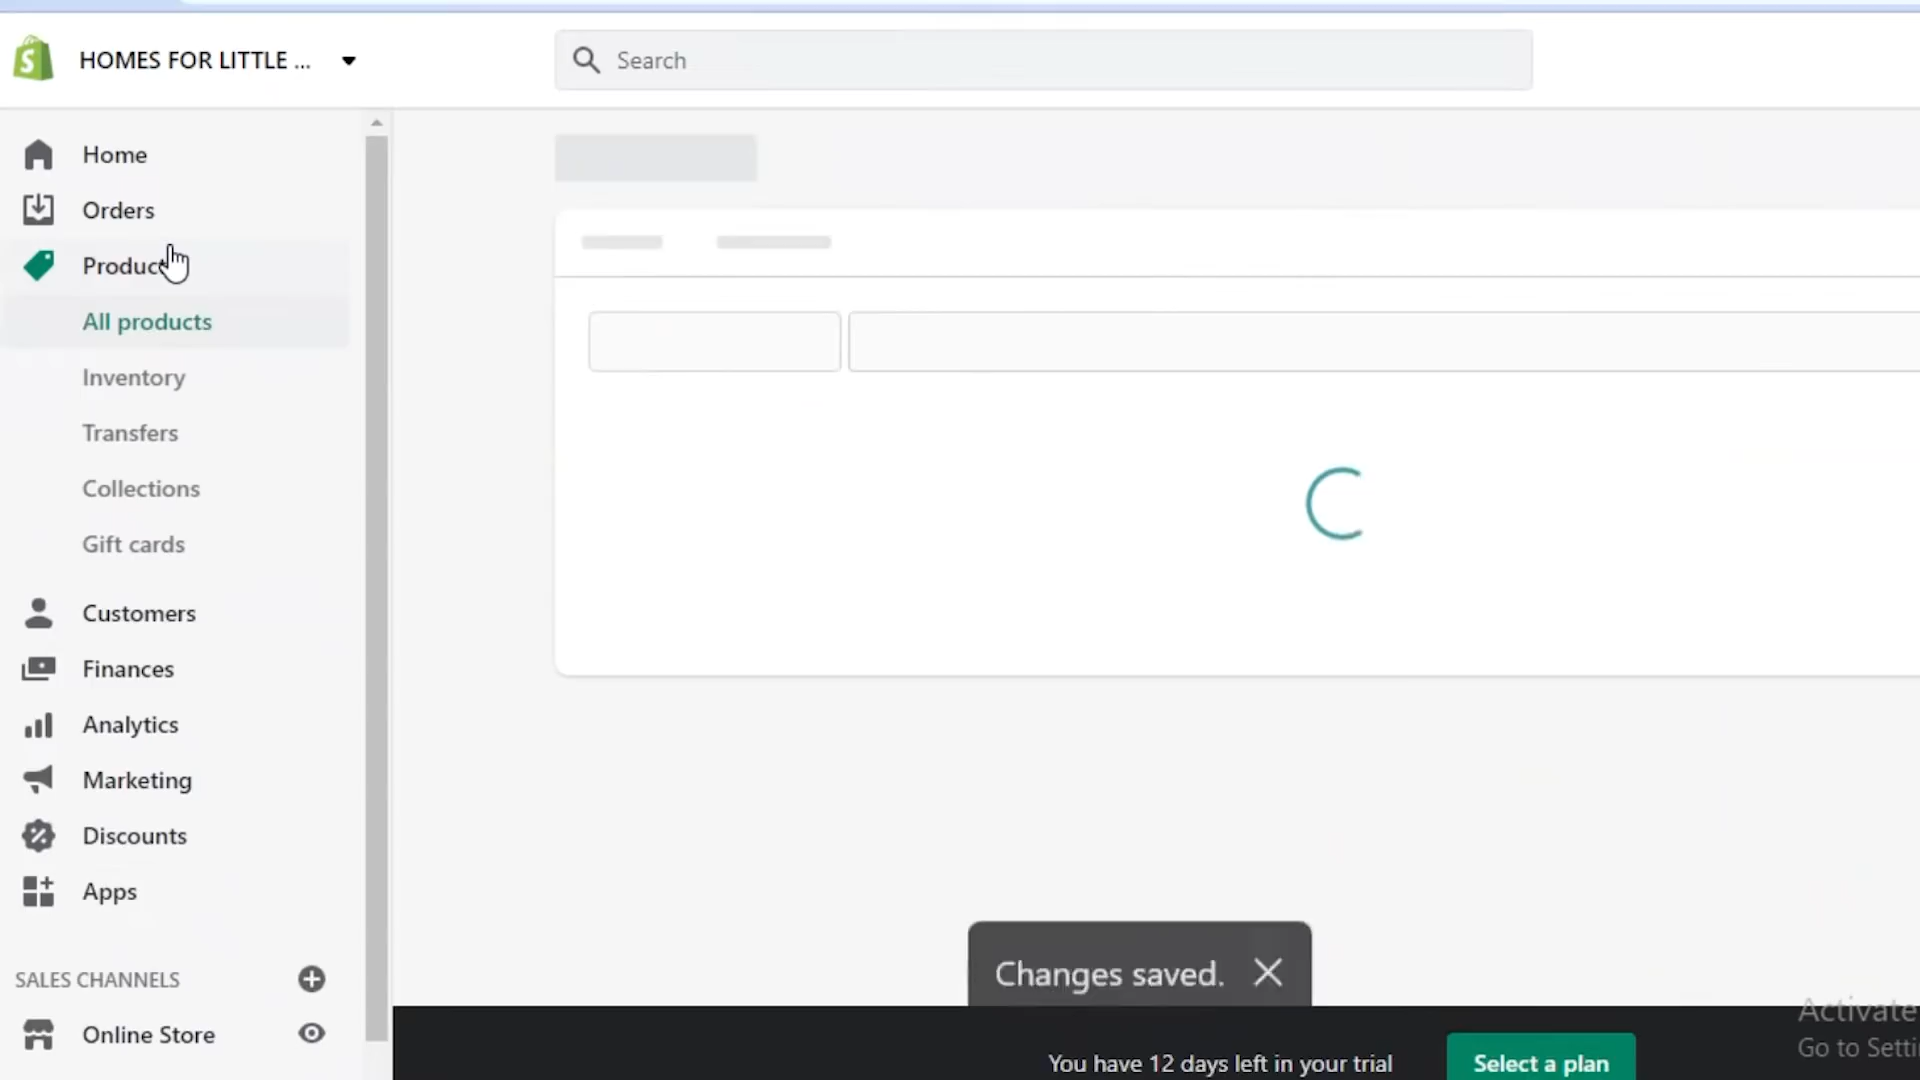 HOMES FOR LITTLE ...
Search
Home
Orders
All products
Inventory
Transfers
Collections
Gift cards
Customers
Finances
Analytics
Marketing
Discounts
Apps
SALES CHANNELS
Online Store
Changes saved.
You have 12 days left in your trial
Select a plan
Activate
Go to